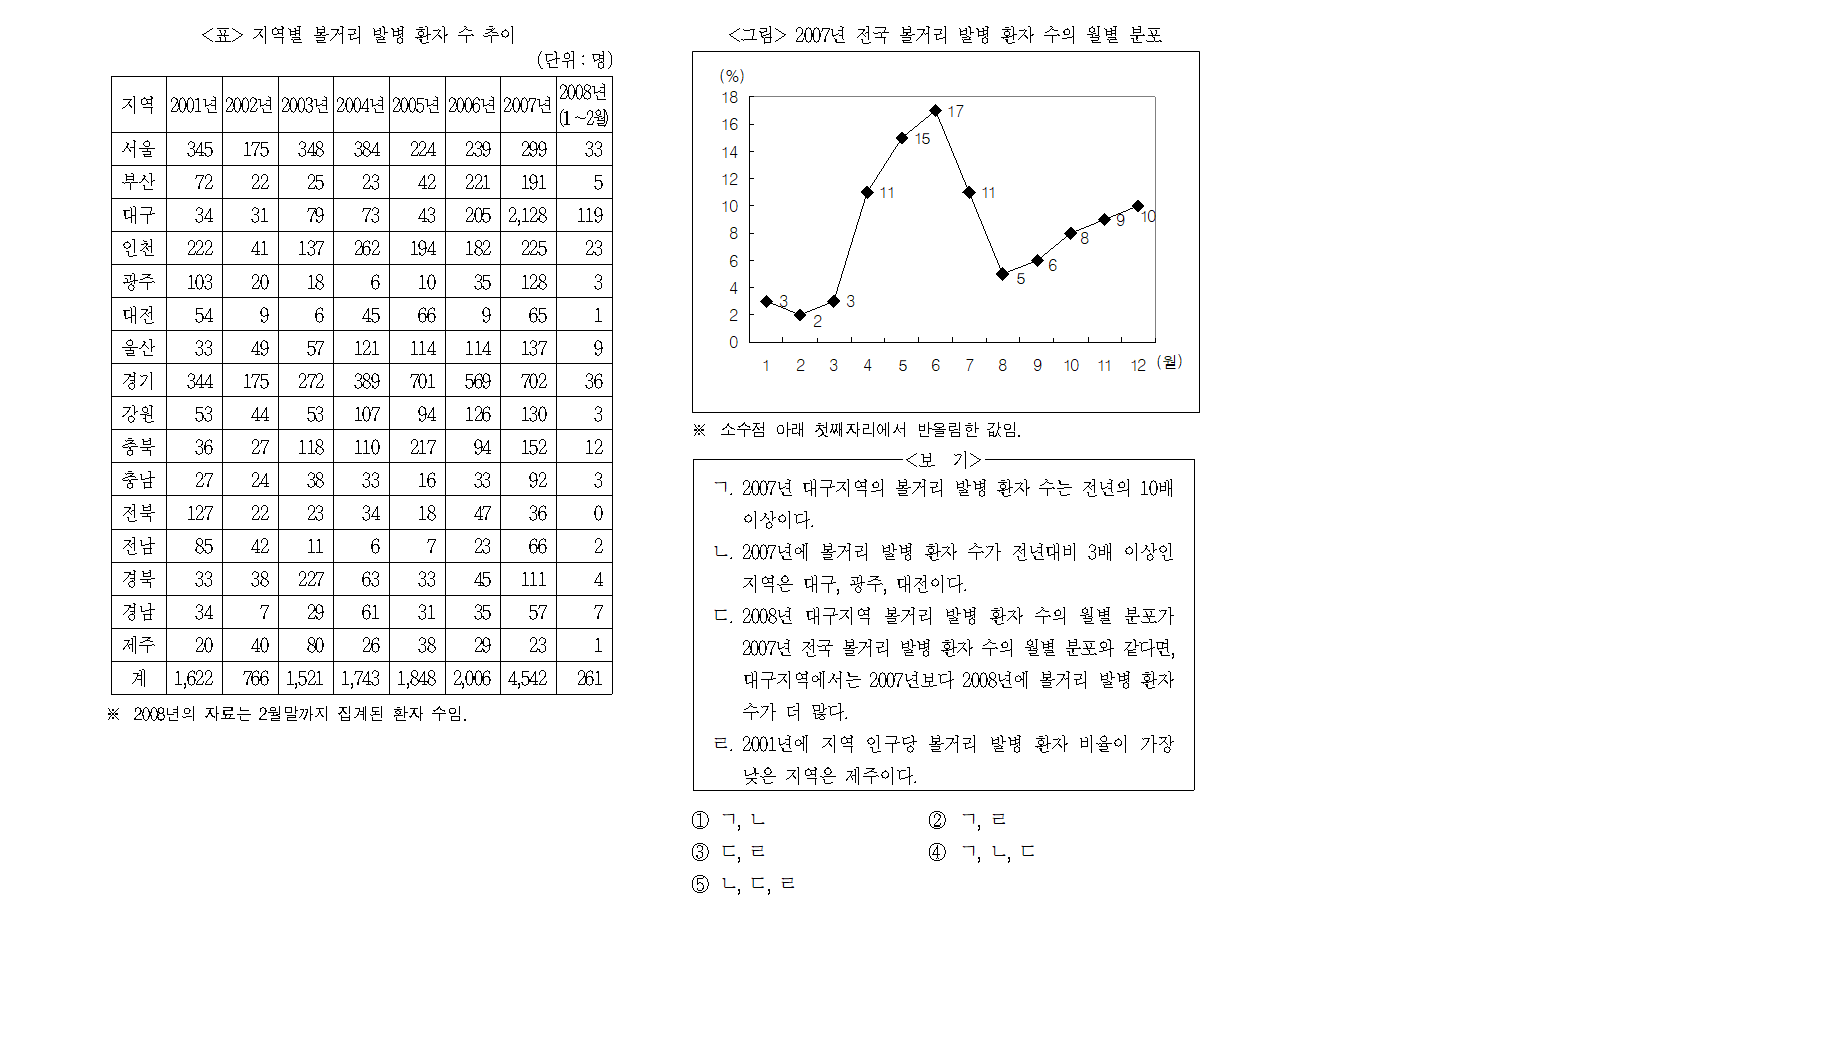 <표> 지역별 볼거리 발병 환자 수 추이
(단위 : 명)
지역 2001년 2002년 2003년 2004년 2005년 2006년 2007년 2008년 (1~2월)
서울 345 175 348 384 224 239 299 33
부산 72 22 25 23 42 221 191 5
대구 34 31 79 73 43 205 2,128 119
인천 222 41 137 262 194 182 225 23
광주 103 20 18 6 10 35 128 3
대전 54 9 6 45 66 9 65 1
울산 33 49 57 121 114 114 137 9
경기 344 175 272 389 701 569 702 36
강원 53 44 53 107 94 126 130 3
충북 36 27 118 110 217 94 152 12
충남 27 24 38 33 16 33 92 3
전북 127 22 23 34 18 47 36 0
전남 85 42 11 6 7 23 66 2
경북 33 38 227 63 33 45 111 4
경남 34 7 29 61 31 35 57 7
제주 20 40 80 26 38 29 23 1
계 1,622 766 1,521 1,743 1,848 2,006 4,542 261
※ 2008년의 자료는 2월말까지 집계된 환자 수임.
<그림> 2007년 전국 볼거리 발병 환자 수의 월별 분포
(%)
18
16
14
12
10
8
6
4
2
0
3 2 3 11 15 17 11 5 6 8 9 10
1 2 3 4 5 6 7 8 9 10 11 12 (월)
※ 소수점 아래 첫째자리에서 반올림한 값임.
<보 기>
ㄱ. 2007년 대구지역의 볼거리 발병 환자 수는 전년의 10배
이상이다.
ㄴ. 2007년에 볼거리 발병 환자 수가 전년대비 3배 이상인
지역은 대구, 광주, 대전이다.
ㄷ. 2008년 대구지역 볼거리 발병 환자 수의 월별 분포가
2007년 전국 볼거리 발병 환자 수의 월별 분포와 같다면,
대구지역에서는 2007년보다 2008년에 볼거리 발병 환자
수가 더 많다.
ㄹ. 2001년에 지역 인구당 볼거리 발병 환자 비율이 가장
낮은 지역은 제주이다.
① ㄱ, ㄴ ② ㄱ, ㄹ
③ ㄷ, ㄹ ④ ㄱ, ㄴ, ㄷ
⑤ ㄴ, ㄷ, ㄹ